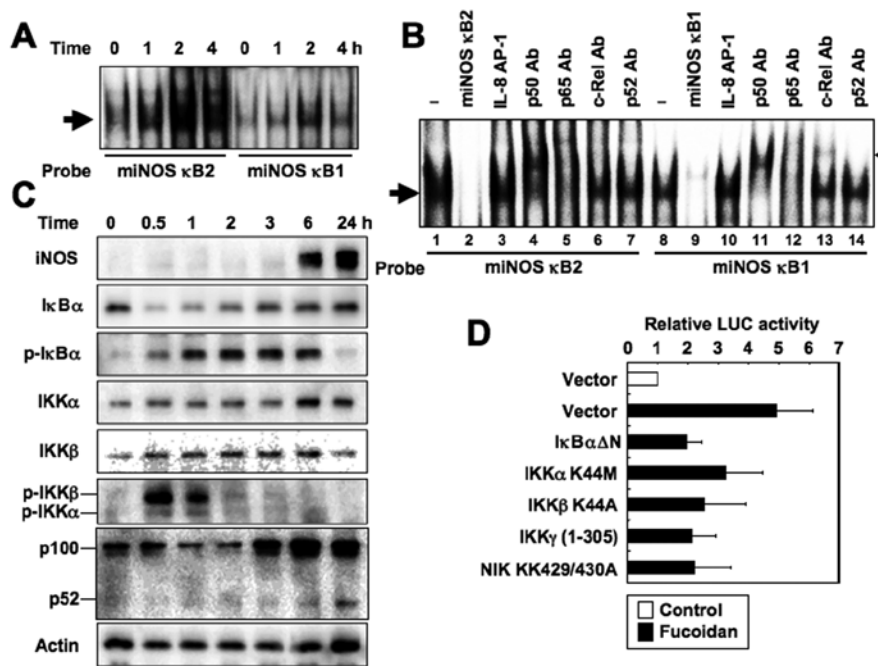 A
Time 0 1 2 4 0 1 2 4 h
Probe miNOS κB2 miNOS κB1
B
– miNOS κB2 IL-8 AP-1 p50 Ab p65 Ab c-Rel Ab p52 Ab – miNOS κB1 IL-8 AP-1 p50 Ab p65 Ab c-Rel Ab p52 Ab
1 2 3 4 5 6 7 8 9 10 11 12 13 14
Probe miNOS κB2 miNOS κB1
C
Time 0 0.5 1 2 3 6 24 h
iNOS
IκBα
p-IκBα
IKKα
IKKβ
p-IKKβ
p-IKKα
p100
p52
Actin
D
Relative LUC activity
0 1 2 3 4 5 6 7
Vector
Vector
IκBαΔN
IKKα K44M
IKKβ K44A
IKKγ (1-305)
NIK KK429/430A
Control
Fucoidan